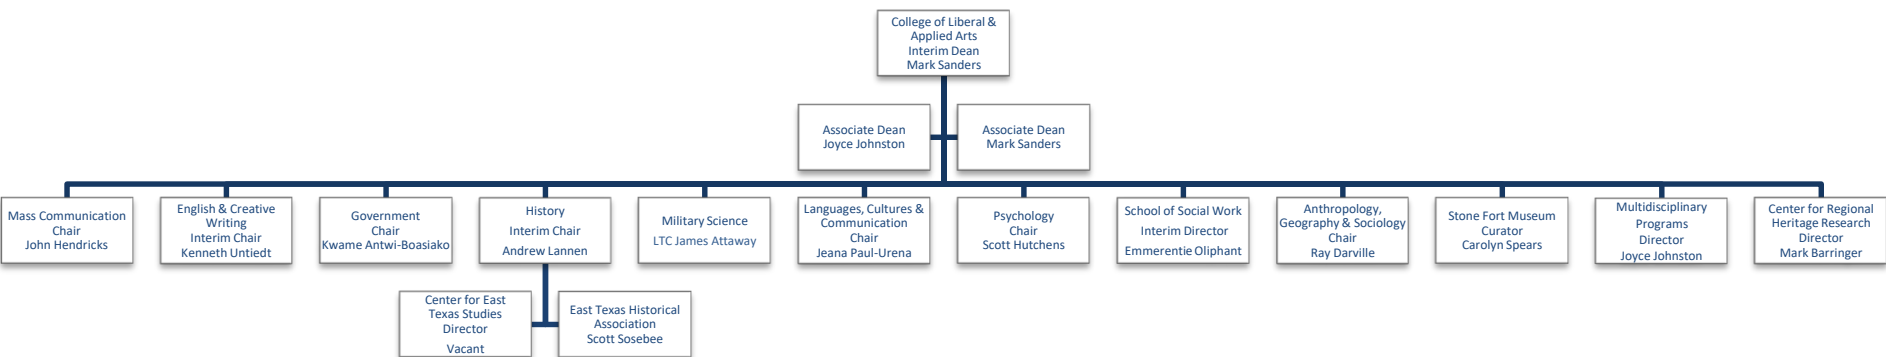 College of Liberal &
Applied Arts
Interim Dean
Mark Sanders
Associate Dean
Joyce Johnston
Associate Dean
Mark Sanders
Mass Communication
Chair
John Hendricks
English & Creative
Writing
Interim Chair
Kenneth Untiedt
Government
Chair
Kwame Antwi-Boasiako
History
Interim Chair
Andrew Lannen
Military Science
LTC James Attaway
Languages, Cultures &
Communication
Chair
Jeana Paul-Urena
Psychology
Chair
Scott Hutchens
School of Social Work
Interim Director
Emmerentie Oliphant
Anthropology,
Geography & Sociology
Chair
Ray Darville
Stone Fort Museum
Curator
Carolyn Spears
Multidisciplinary
Programs
Director
Joyce Johnston
Center for Regional
Heritage Research
Director
Mark Barringer
Center for East
Texas Studies
Director
Vacant
East Texas Historical
Association
Scott Sosebee